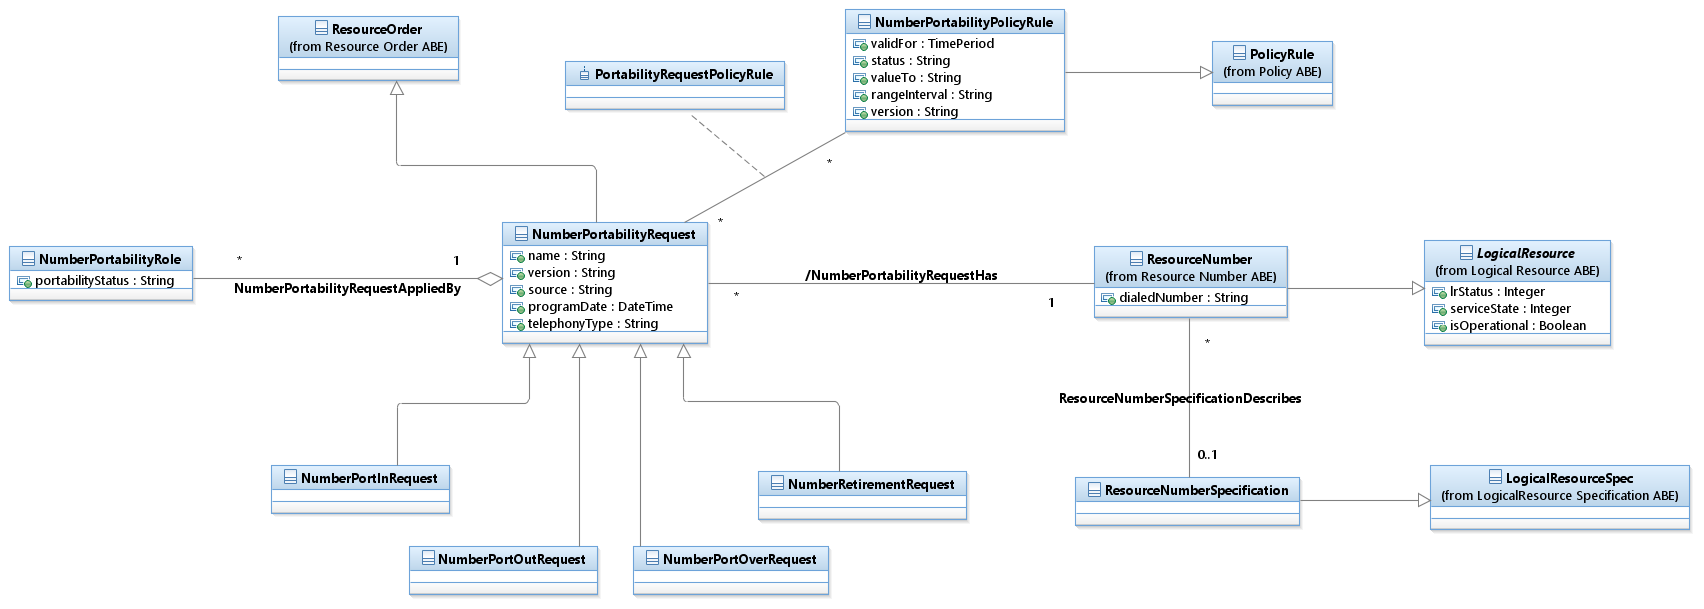 ResourceOrder
(from Resource Order ABE)
PortabilityRequestPolicyRule
NumberPortabilityPolicyRule
validFor : TimePeriod
status : String
valueTo : String
rangeInterval : String
version : String
PolicyRule
(from Policy ABE)
*
*
NumberPortabilityRole
portabilityStatus : String
*
1
NumberPortabilityRequestAppliedBy
NumberPortabilityRequest
name : String
version : String
source : String
programDate : DateTime
telephonyType : String
/NumberPortabilityRequestHas
*
1
ResourceNumber
(from Resource Number ABE)
dialedNumber : String
LogicalResource
(from Logical Resource ABE)
lrStatus : Integer
serviceState : Integer
isOperational : Boolean
*
ResourceNumberSpecificationDescribes
0..1
NumberPortInRequest
NumberRetirementRequest
ResourceNumberSpecification
LogicalResourceSpec
(from LogicalResource Specification ABE)
NumberPortOutRequest
NumberPortOverRequest